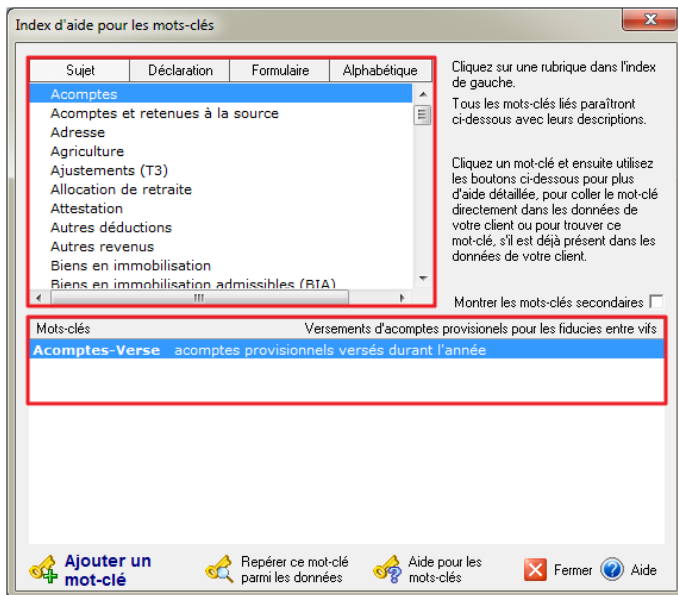 Index d'aide pour les mots-clés
Sujet Déclaration Formulaire Alphabétique
Acomptes
Acomptes et retenues à la source
Adresse
Agriculture
Ajustements (T3)
Allocation de retraite
Attestation
Autres déductions
Autres revenus
Biens en immobilisation
Biens en immobilisation admissibles (BIA)
Cliquez sur une rubrique dans l'index
de gauche.
Tous les mots-clés liés paraîtront
ci-dessous avec leurs descriptions.
Cliquez un mot-clé et ensuite utilisez
les boutons ci-dessous pour plus
d'aide détaillée, pour coller le mot-clé
directement dans les données de
votre client ou pour trouver ce
mot-clé, s'il est déjà présent dans les
données de votre client.
Montrer les mots-clés secondaires
Mots-clés Versements d'acomptes provisionels pour les fiducies entre vifs
Acomptes-Verse acomptes provisionnels versés durant l'année
Ajouter un
mot-clé
Repérer ce mot-clé
parmi les données
Aide pour les
mots-clés
Fermer
Aide